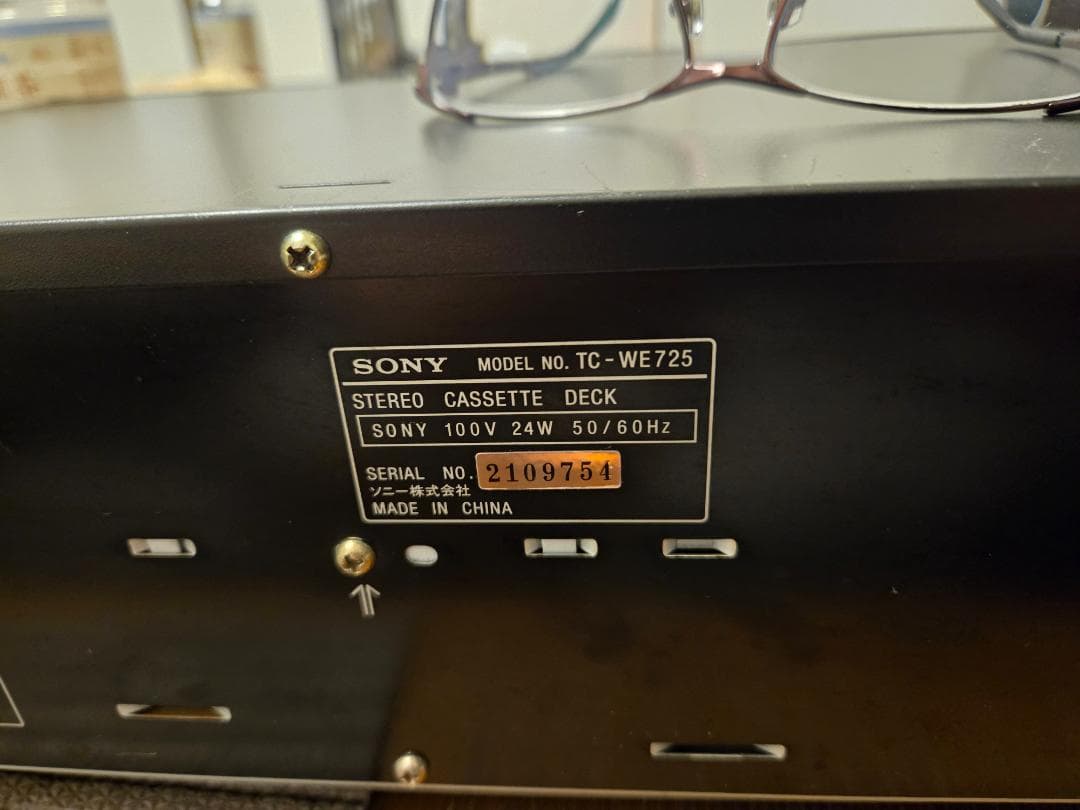 SONY MODEL NO. TC-WE725
STEREO CASSETTE DECK
SONY 100V 24W 50/60Hz
SERIAL NO. 2109754
ソニー株式会社
MADE IN CHINA